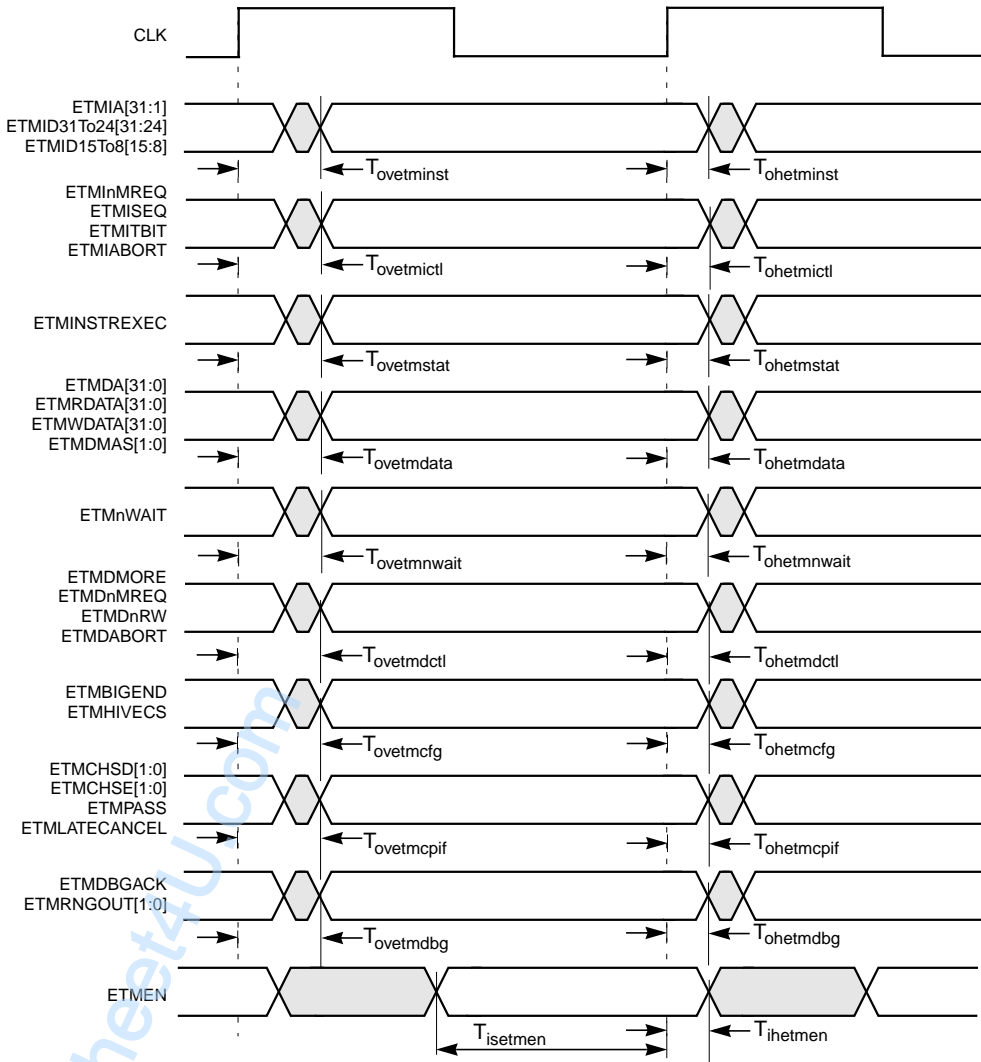 CLK
ETMIA[31:1]
ETMID31To24[31:24]
ETMID15To8[15:8]
Tovetminst
Tohetminst
ETMInMREQ
ETMISEQ
ETMITBIT
ETMIABORT
Tovetmictl
Tohetmictl
ETMINSTREXEC
Tovetmstat
Tohetmstat
ETMDA[31:0]
ETMRDATA[31:0]
ETMWDATA[31:0]
ETMDMAS[1:0]
Tovetmdata
Tohetmdata
ETMnWAIT
Tovetmnwait
Tohetmnwait
ETMDMORE
ETMDnMREQ
ETMDnRW
ETMDABORT
Tovetmdctl
Tohetmdctl
ETMBIGEND
ETMHIVECS
Tovetmcfg
Tohetmcfg
ETMCHSD[1:0]
ETMCHSE[1:0]
ETMPASS
ETMLATECANCEL
Tovetmcpif
Tohetmcpif
ETMDBGACK
ETMRNGOUT[1:0]
Tovetmdbg
Tohetmdbg
ETMEN
Tisetmen
Tihetmen
heet4U.com